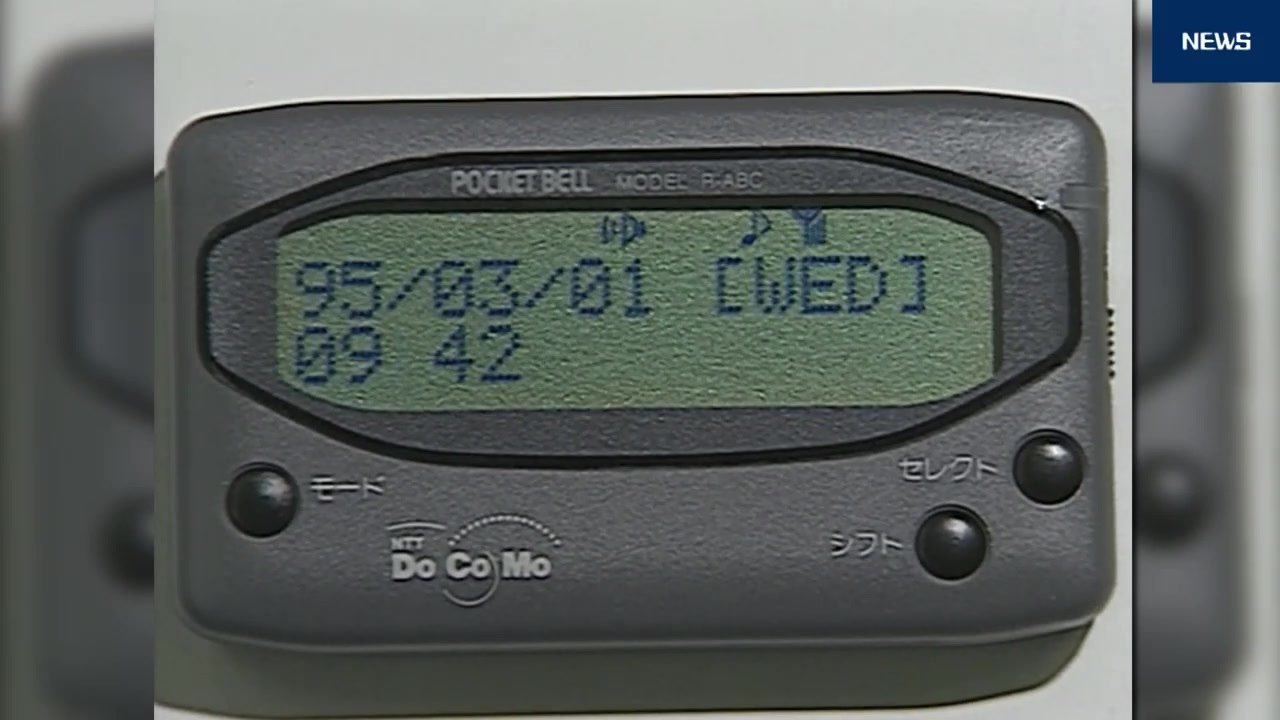 NEWS
POCKET BELL MODEL R-ABC
95/03/01 [WED]
09 42
モード
セレクト
シフト
NTT
DoCoMo